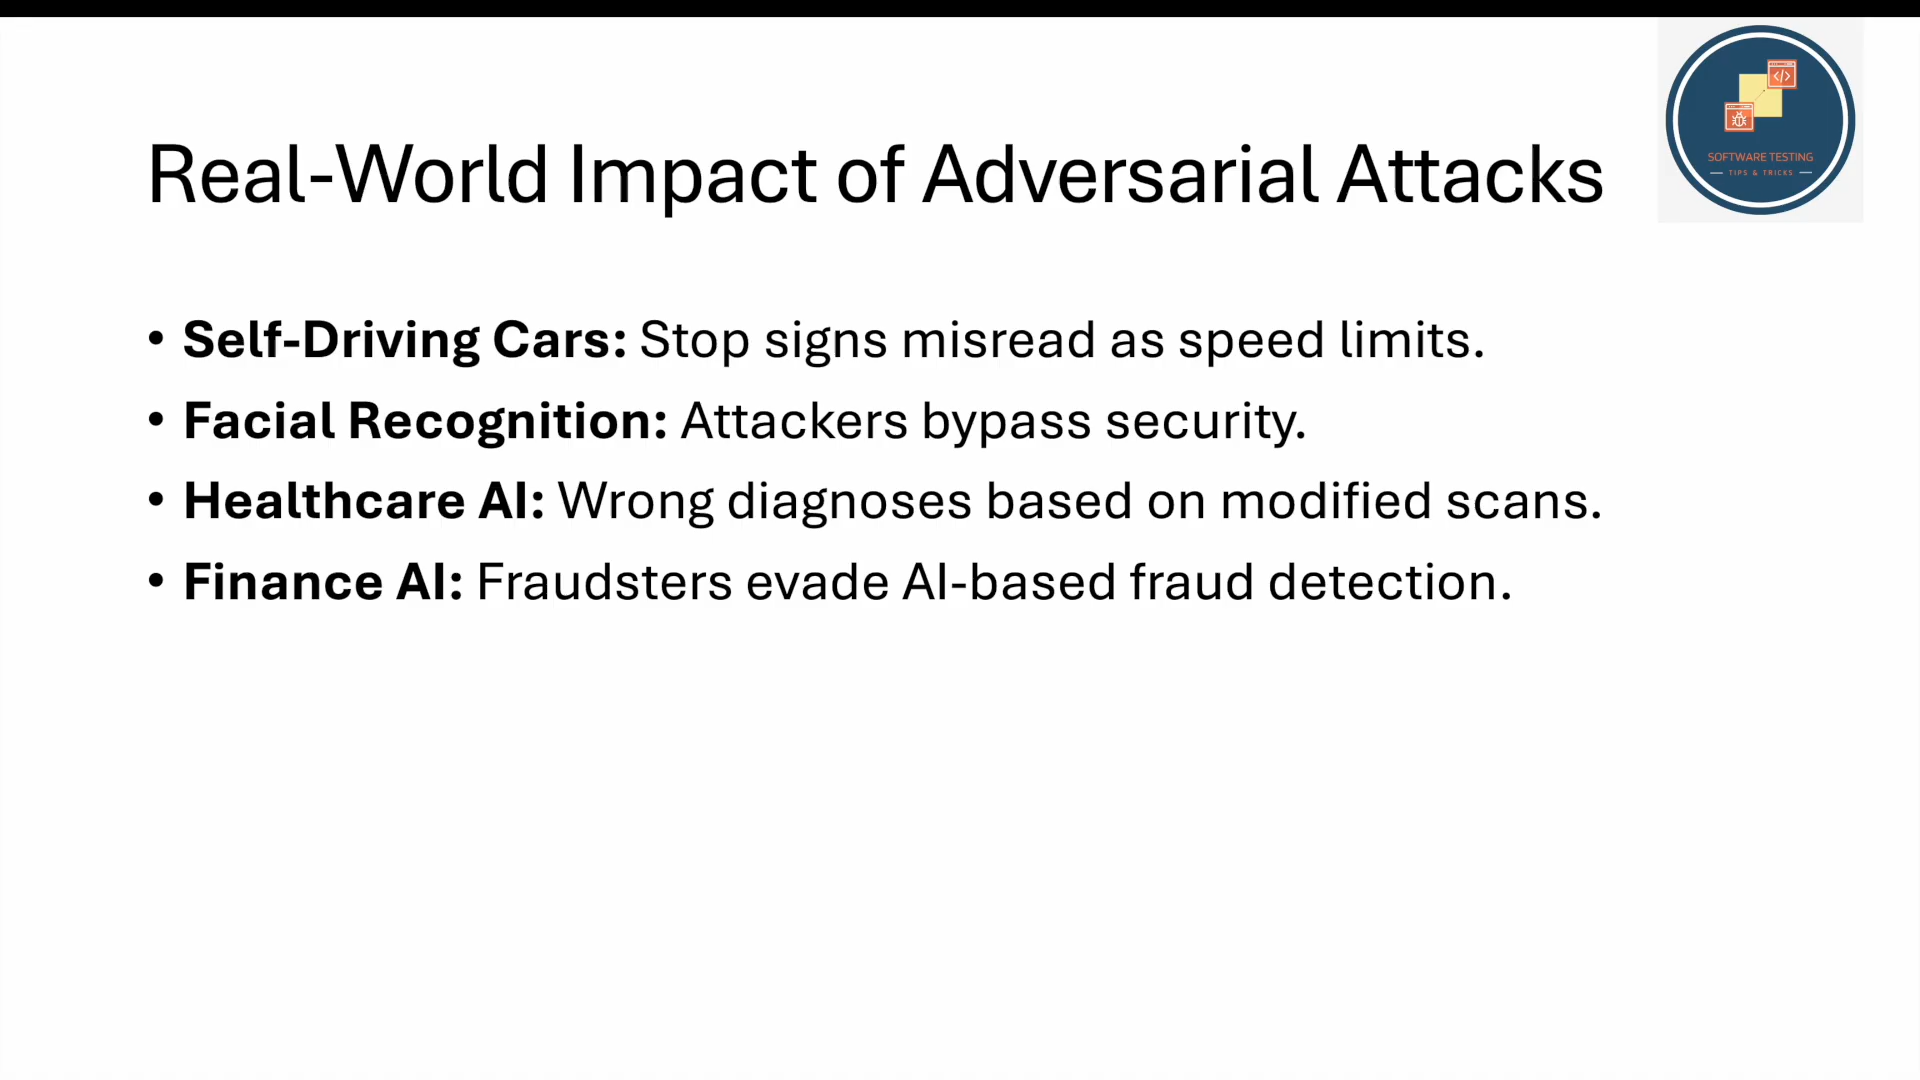 SOFTWARE TESTING
TIPS & TRICKS
Real-World Impact of Adversarial Attacks
• Self-Driving Cars: Stop signs misread as speed limits.
• Facial Recognition: Attackers bypass security.
• Healthcare AI: Wrong diagnoses based on modified scans.
• Finance AI: Fraudsters evade AI-based fraud detection.